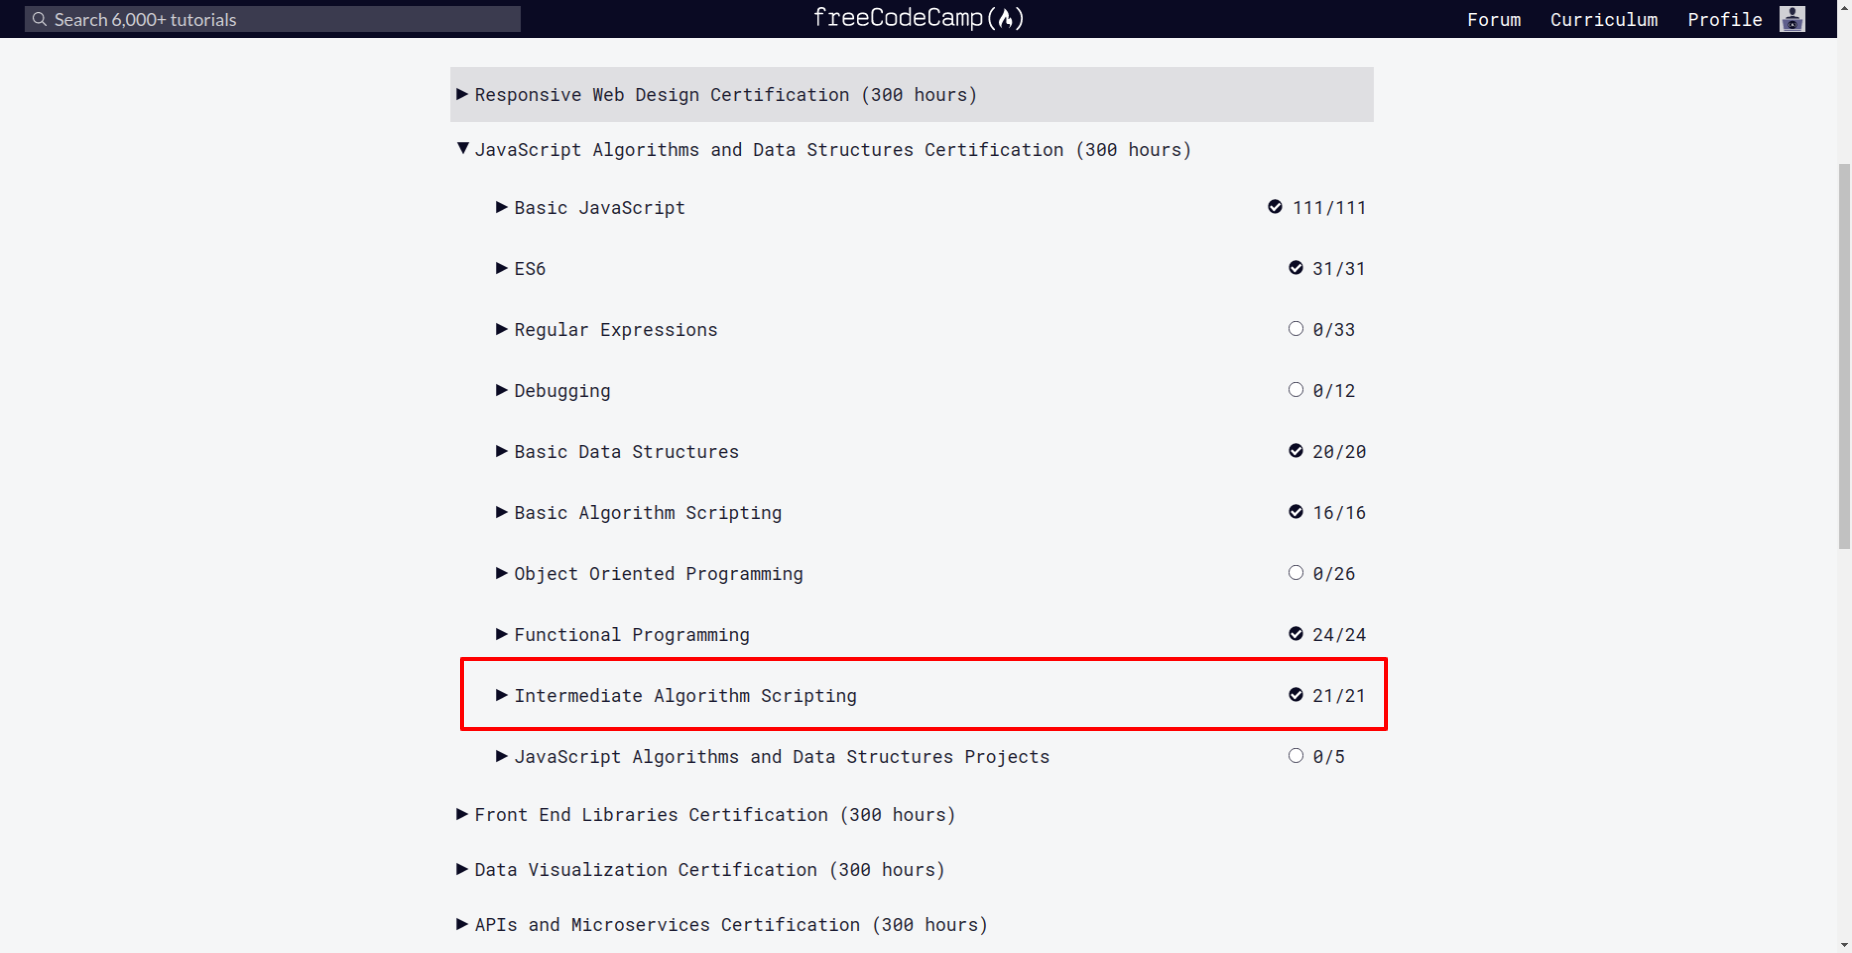 Search 6,000+ tutorials
freeCodeCamp
Forum
Curriculum
Profile
Responsive Web Design Certification (300 hours)
JavaScript Algorithms and Data Structures Certification (300 hours)
Basic JavaScript 111/111
ES6 31/31
Regular Expressions 0/33
Debugging 0/12
Basic Data Structures 20/20
Basic Algorithm Scripting 16/16
Object Oriented Programming 0/26
Functional Programming 24/24
Intermediate Algorithm Scripting 21/21
JavaScript Algorithms and Data Structures Projects 0/5
Front End Libraries Certification (300 hours)
Data Visualization Certification (300 hours)
APIs and Microservices Certification (300 hours)